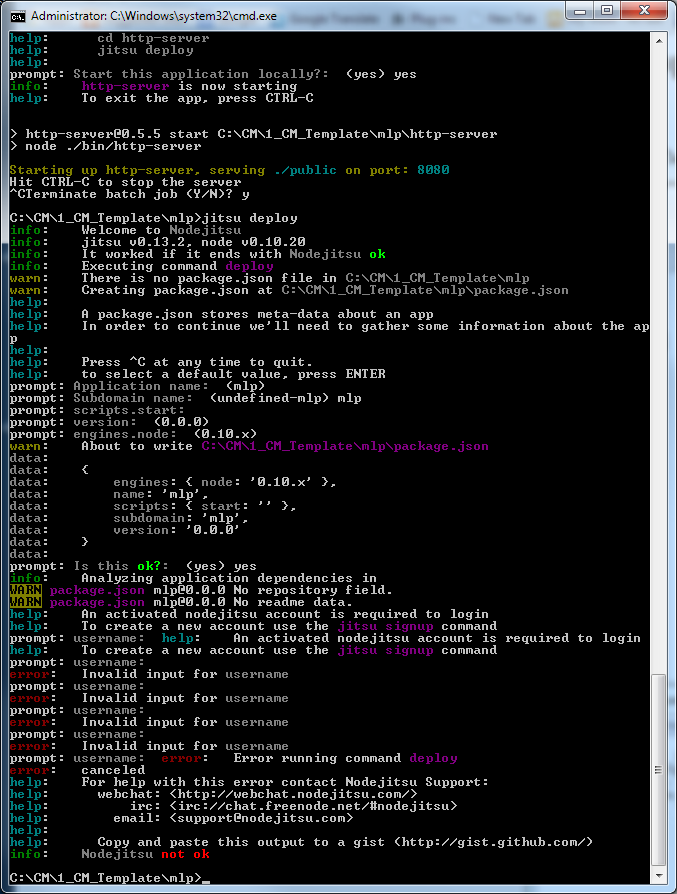 Administrator: C:\Windows\system32\cmd.exe
help:      cd http-server
help:      jitsu deploy
help:
prompt: Start this application locally?:  (yes) yes
info:    http-server is now starting
help:    To exit the app, press CTRL-C
> http-server@0.5.5 start C:\CM\1_CM_Template\mlp\http-server
> node ./bin/http-server
Starting up http-server, serving ./public on port: 8080
Hit CTRL-C to stop the server
^CTerminate batch job (Y/N)? y
C:\CM\1_CM_Template\mlp>jitsu deploy
info:    Welcome to Nodejitsu
info:    jitsu v0.13.2, node v0.10.20
info:    It worked if it ends with Nodejitsu ok
info:    Executing command deploy
warn:    There is no package.json file in C:\CM\1_CM_Template\mlp
warn:    Creating package.json at C:\CM\1_CM_Template\mlp\package.json
help:
help:    A package.json stores meta-data about an app
help:    In order to continue we'll need to gather some information about the ap
p
help:
help:    Press ^C at any time to quit.
help:    to select a default value, press ENTER
prompt: Application name:  (mlp)
prompt: Subdomain name:  (undefined-mlp) mlp
prompt: scripts.start:
prompt: version:  (0.0.0)
prompt: engines.node:  (0.10.x)
warn:    About to write C:\CM\1_CM_Template\mlp\package.json
data:
data:    {
data:        engines: { node: '0.10.x' },
data:        name: 'mlp',
data:        scripts: { start: '' },
data:        subdomain: 'mlp',
data:        version: '0.0.0'
data:    }
data:
prompt: Is this ok?:  (yes) yes
info:    Analyzing application dependencies in
WARN package.json mlp@0.0.0 No repository field.
WARN package.json mlp@0.0.0 No readme data.
help:    An activated nodejitsu account is required to login
help:    To create a new account use the jitsu signup command
prompt: username:  help:    An activated nodejitsu account is required to login
help:    To create a new account use the jitsu signup command
prompt: username:
error:   Invalid input for username
prompt: username:
error:   Invalid input for username
prompt: username:
error:   Invalid input for username
prompt: username:
error:   Invalid input for username
prompt: username:  error:   Error running command deploy
error:   canceled
help:    For help with this error contact Nodejitsu Support:
help:      webchat: <http://webchat.nodejitsu.com/>
help:          irc: <irc://chat.freenode.net/#nodejitsu>
help:        email: <support@nodejitsu.com>
help:
help:      Copy and paste this output to a gist (http://gist.github.com/)
info:    Nodejitsu not ok
C:\CM\1_CM_Template\mlp>_